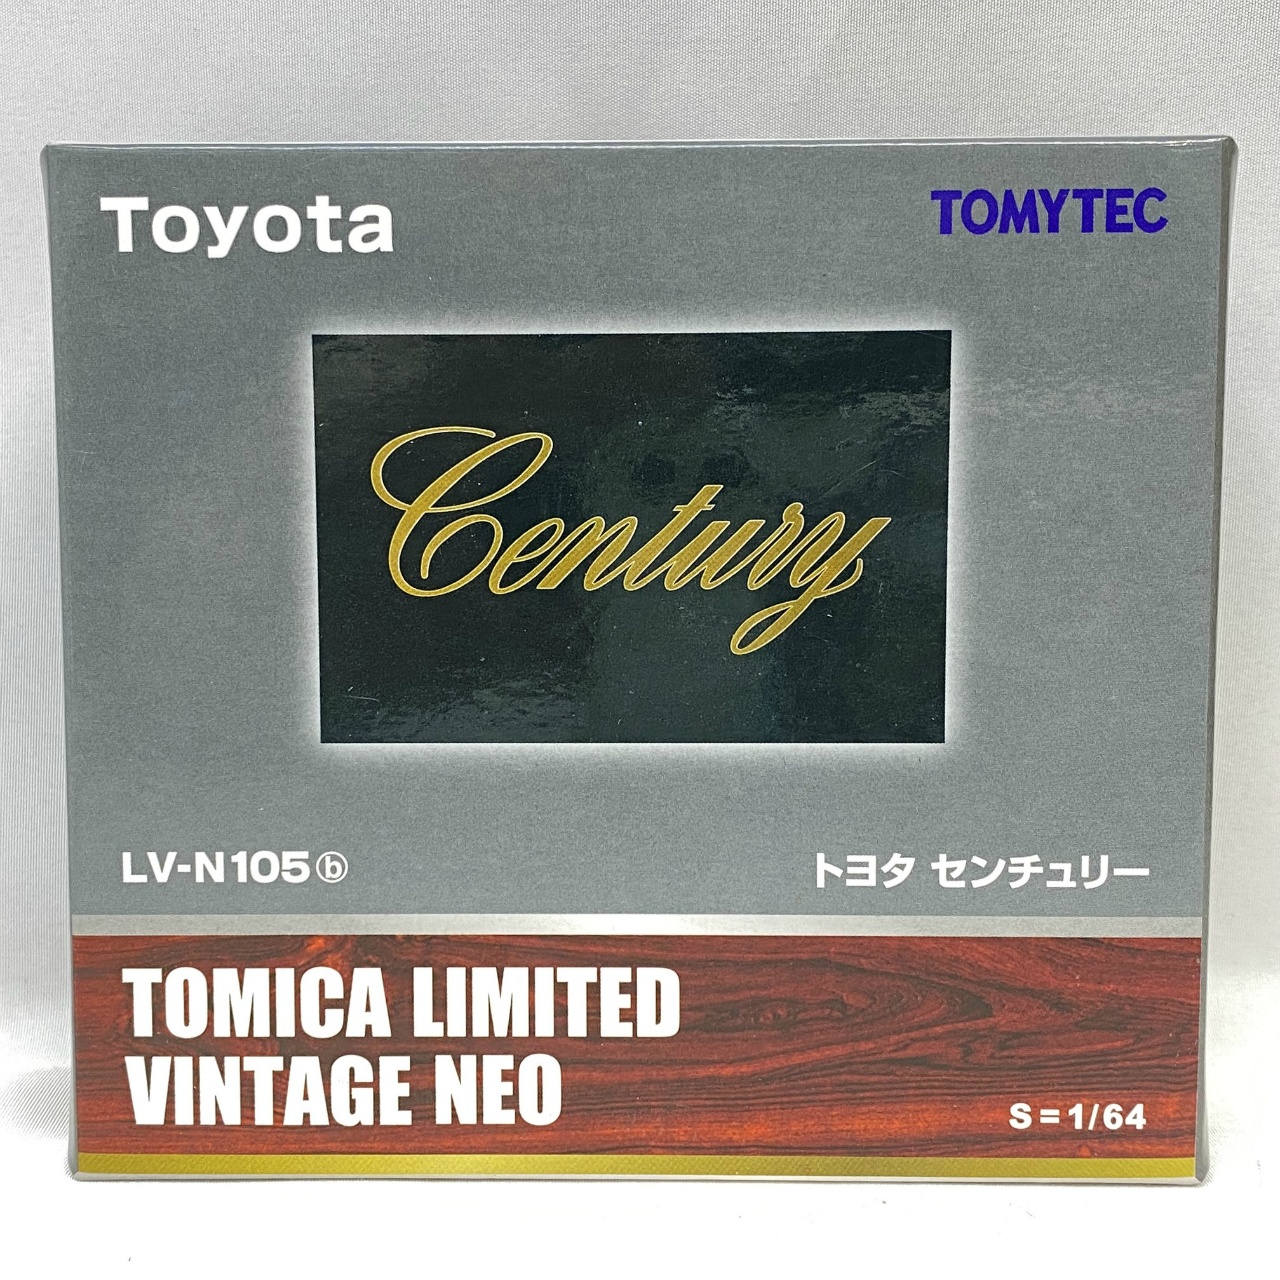 Toyota
TOMYTEC
Century
LV-N105ⓑ
トヨタ センチュリー
TOMICA LIMITED
VINTAGE NEO
S=1/64